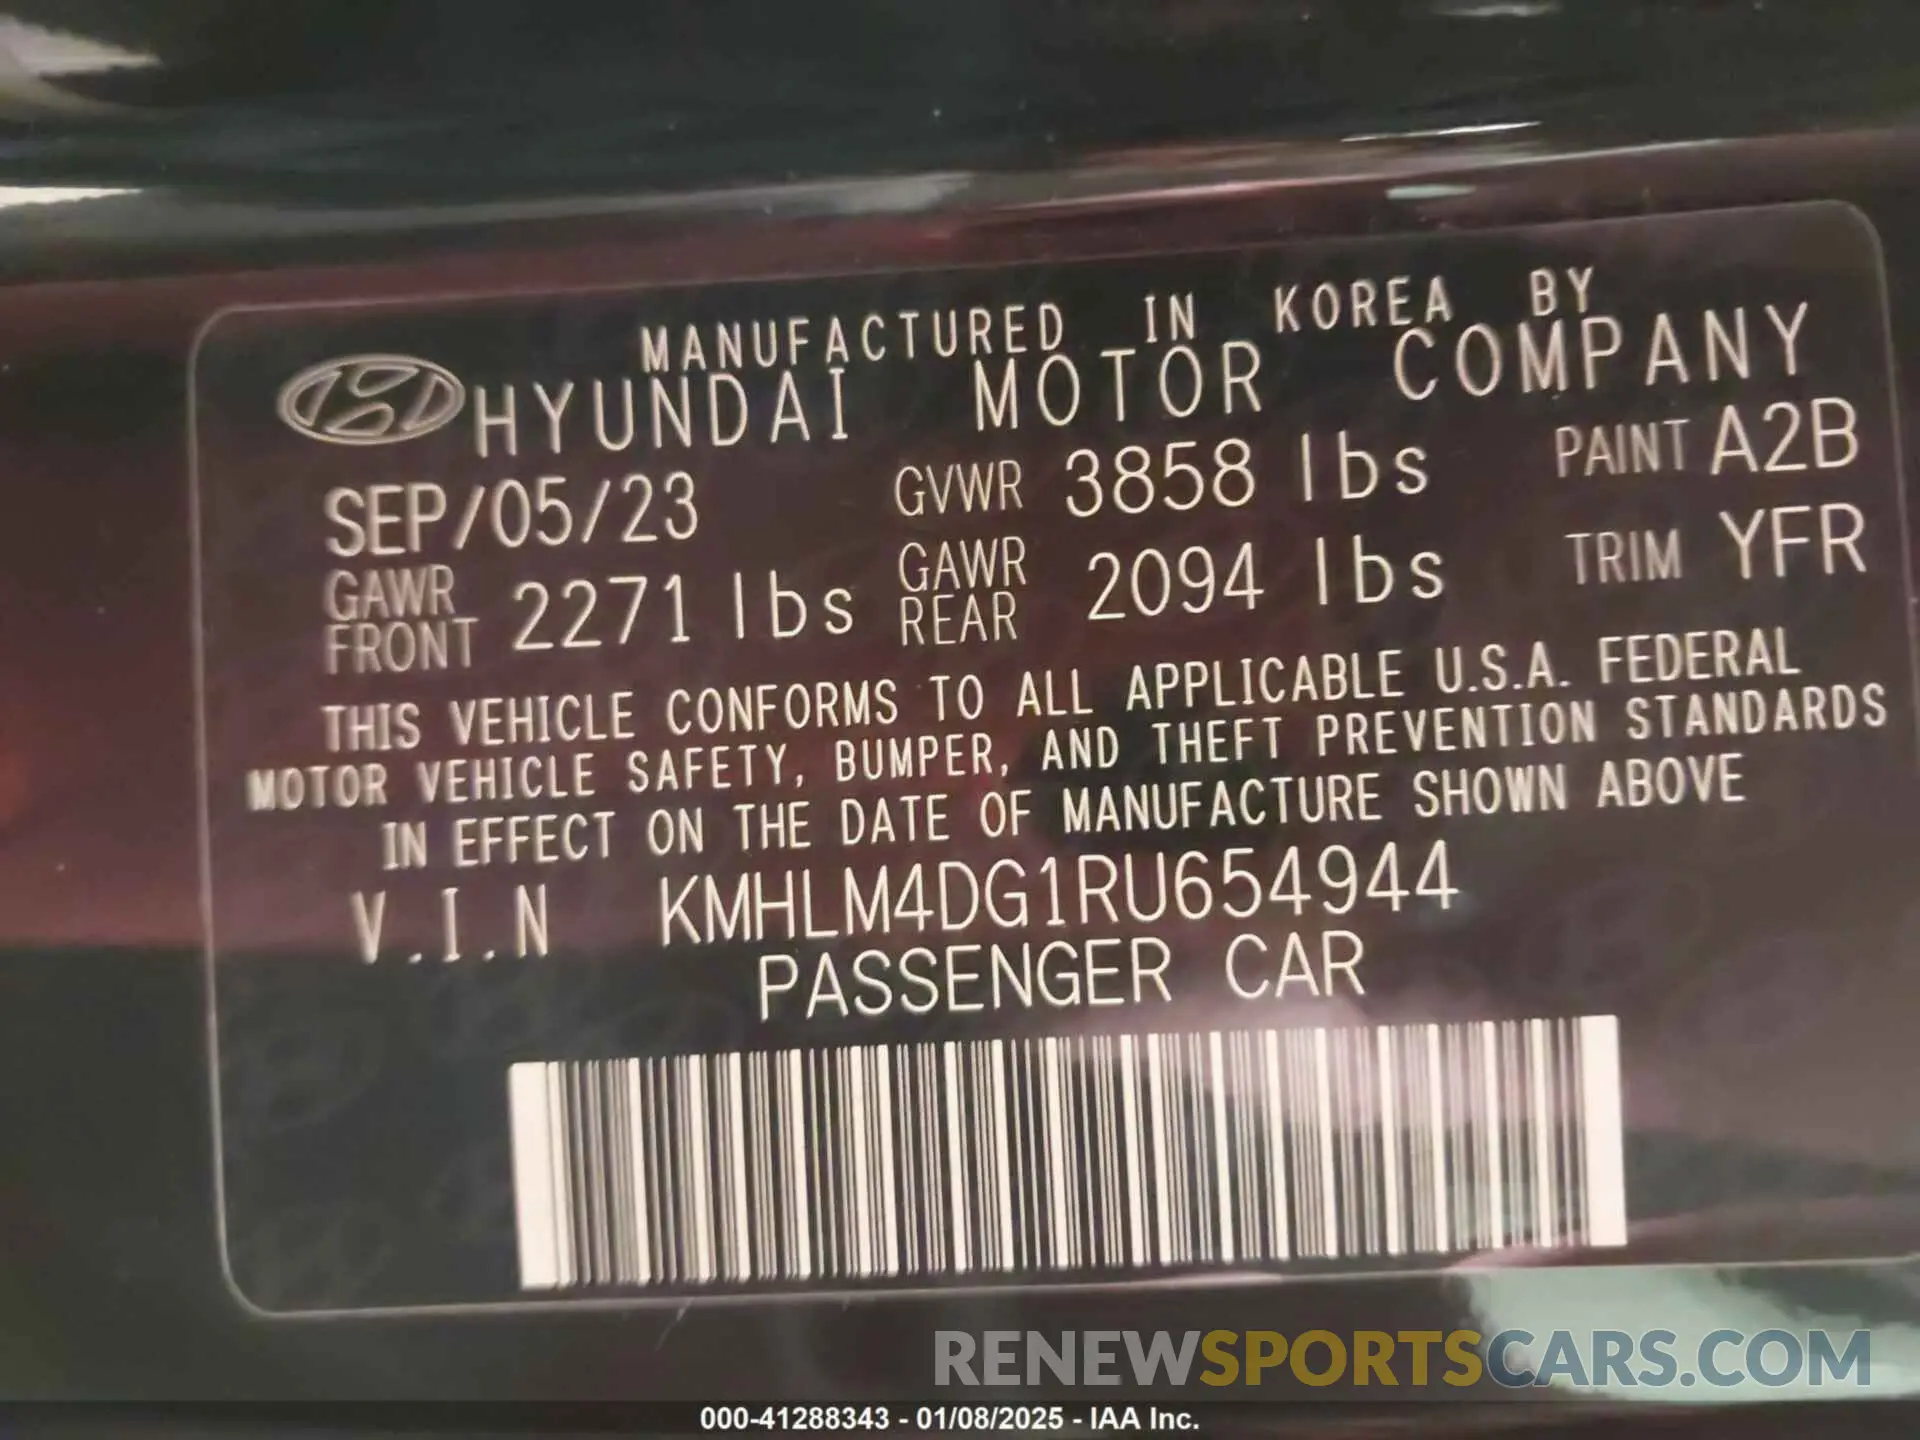 MANUFACTURED IN KOREA BY
HYUNDAI MOTOR COMPANY
SEP/05/23 GVWR 3858 lbs PAINT A2B
GAWR FRONT 2271 lbs GAWR REAR 2094 lbs TRIM YFR
THIS VEHICLE CONFORMS TO ALL APPLICABLE U.S.A. FEDERAL
MOTOR VEHICLE SAFETY, BUMPER, AND THEFT PREVENTION STANDARDS
IN EFFECT ON THE DATE OF MANUFACTURE SHOWN ABOVE
V.I.N KMHLM4DG1RU654944
PASSENGER CAR
RENEWSPORTSCARS.COM
000-41288343 - 01/08/2025 - IAA Inc.